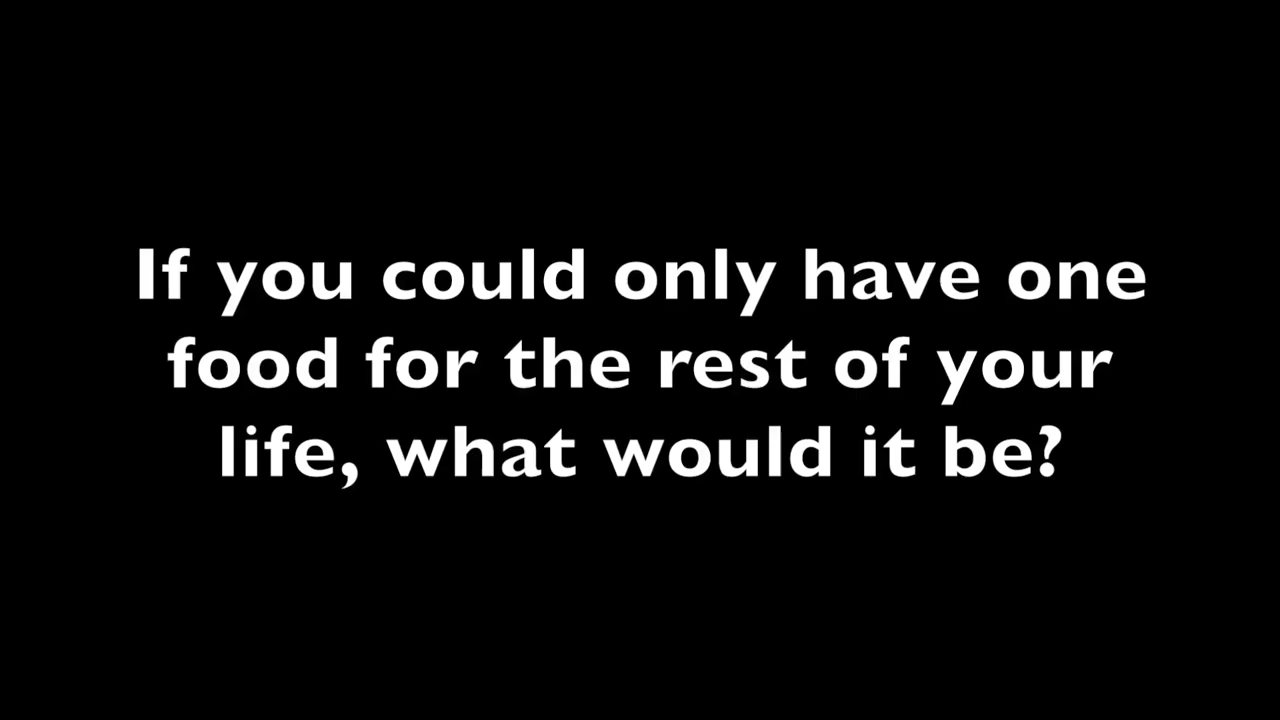 If you could only have one
food for the rest of your
life, what would it be?